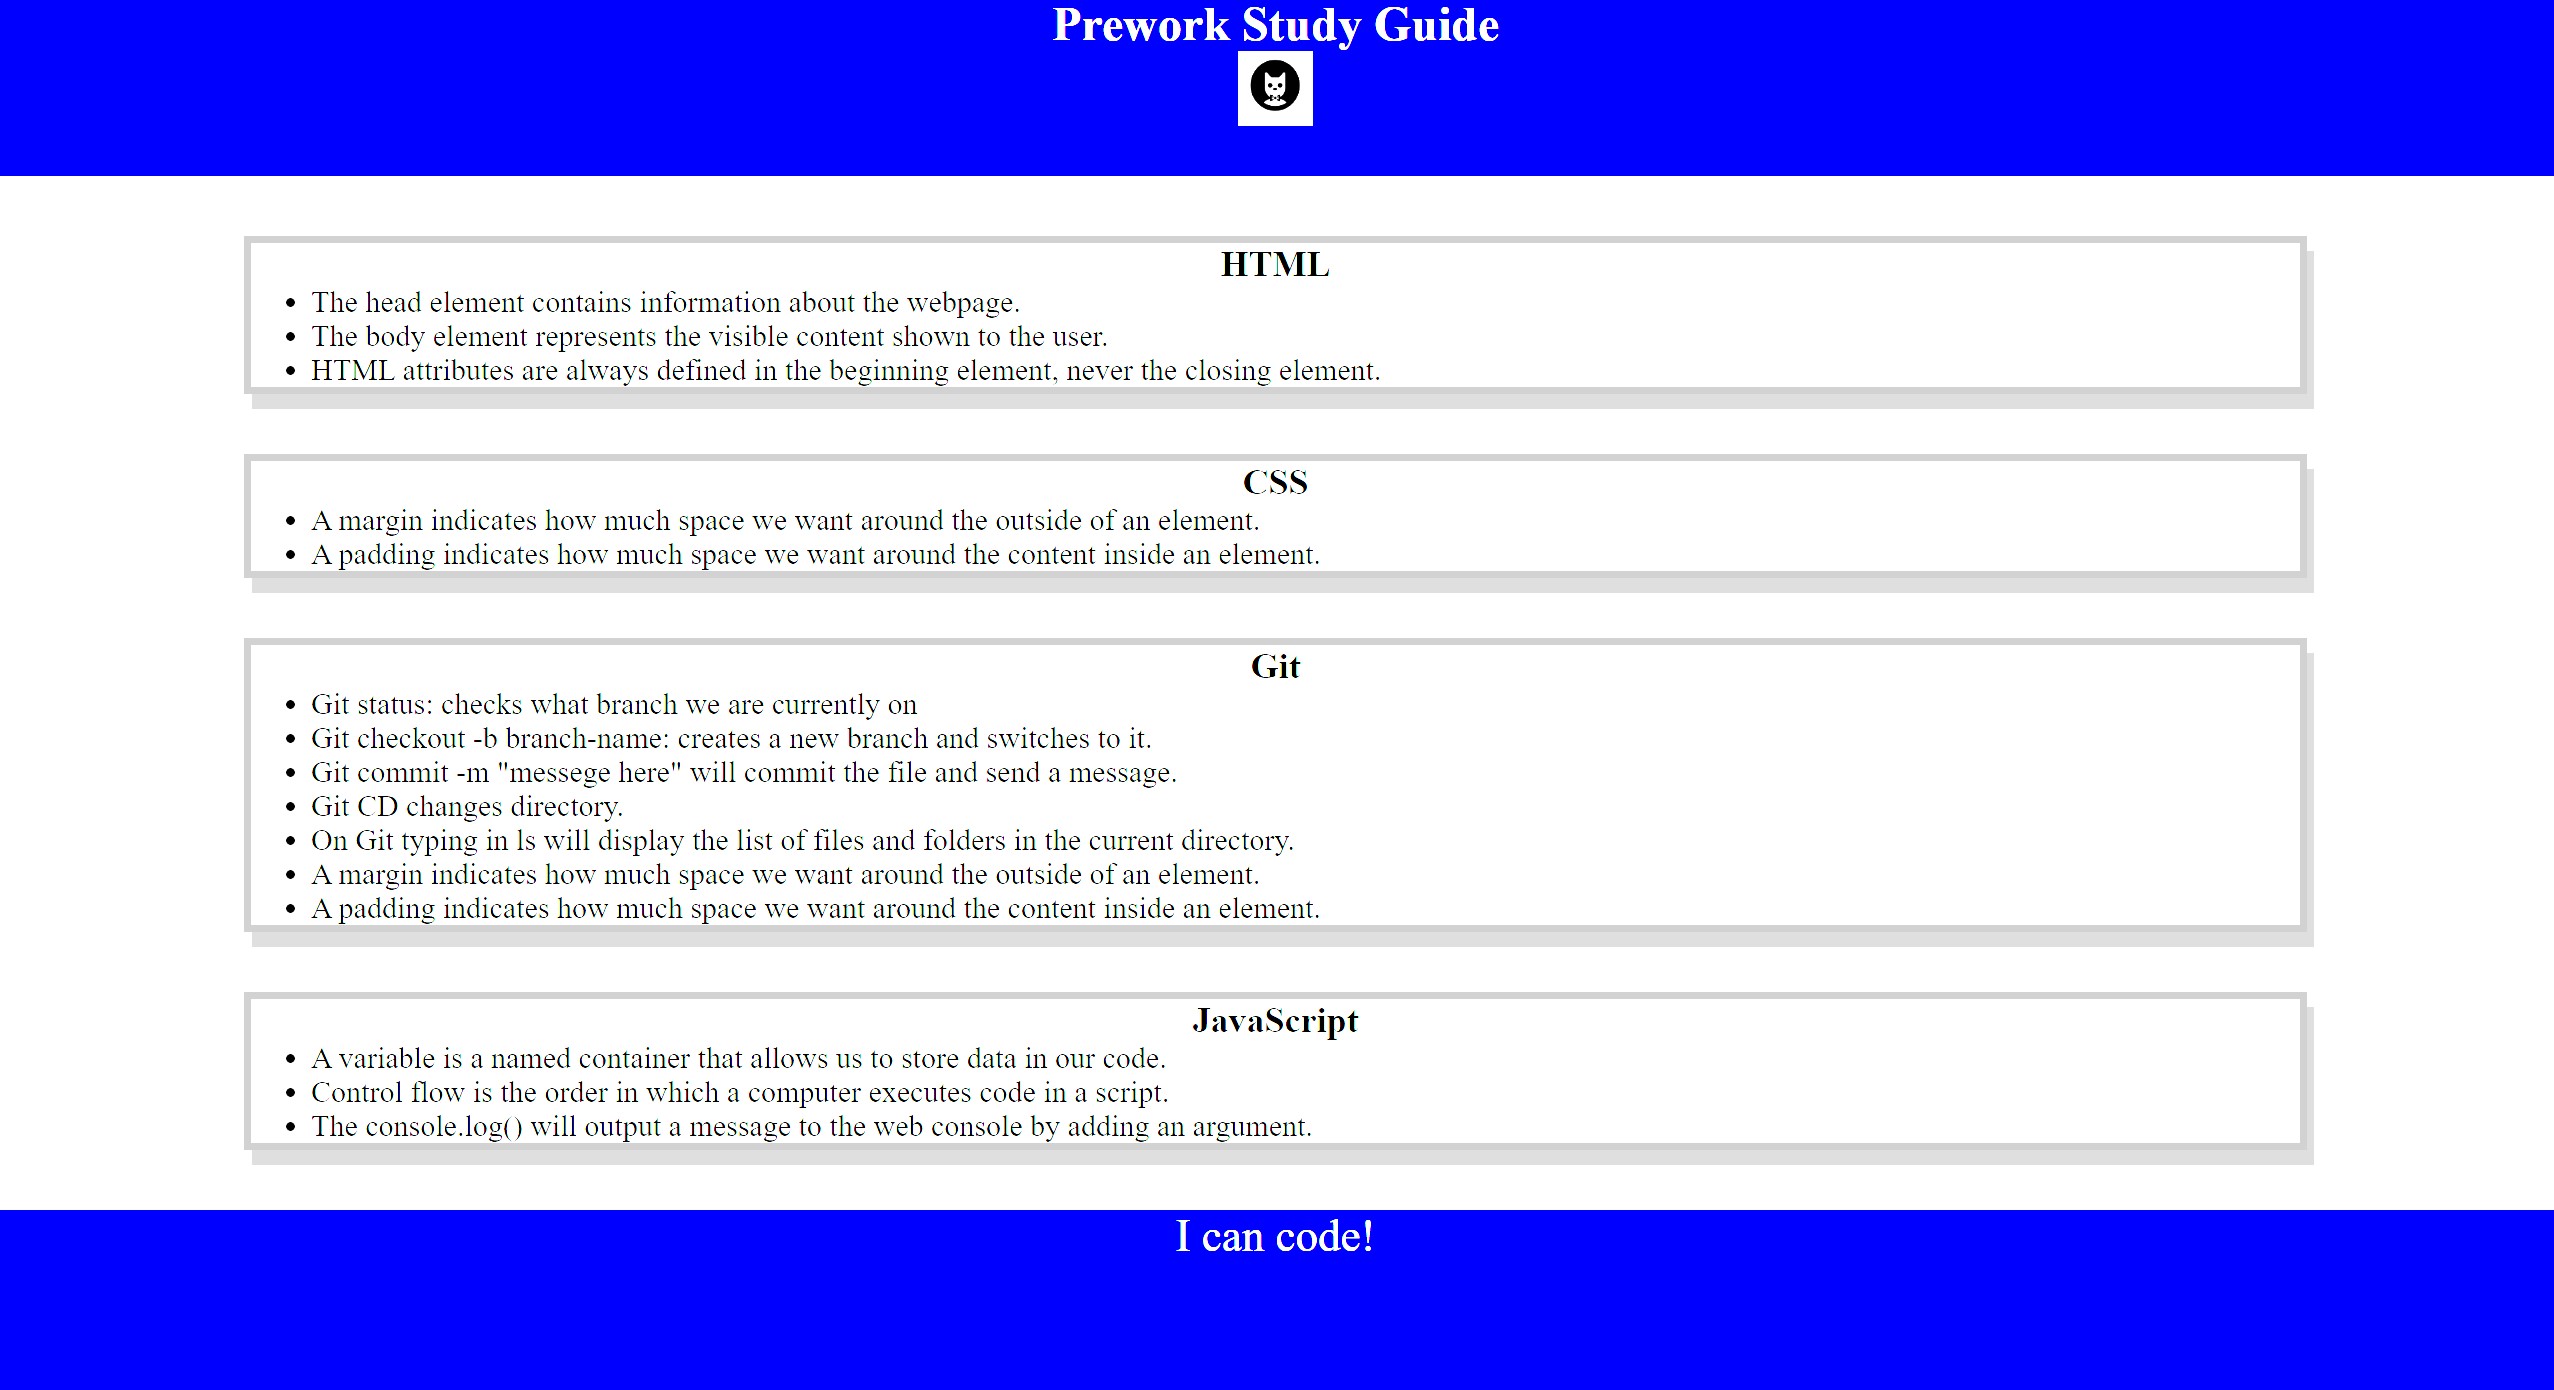 Prework Study Guide
HTML
The head element contains information about the webpage.
The body element represents the visible content shown to the user.
HTML attributes are always defined in the beginning element, never the closing element.
CSS
A margin indicates how much space we want around the outside of an element.
A padding indicates how much space we want around the content inside an element.
Git
Git status: checks what branch we are currently on
Git checkout -b branch-name: creates a new branch and switches to it.
Git commit -m "messege here" will commit the file and send a message.
Git CD changes directory.
On Git typing in ls will display the list of files and folders in the current directory.
A margin indicates how much space we want around the outside of an element.
A padding indicates how much space we want around the content inside an element.
JavaScript
A variable is a named container that allows us to store data in our code.
Control flow is the order in which a computer executes code in a script.
The console.log() will output a message to the web console by adding an argument.
I can code!